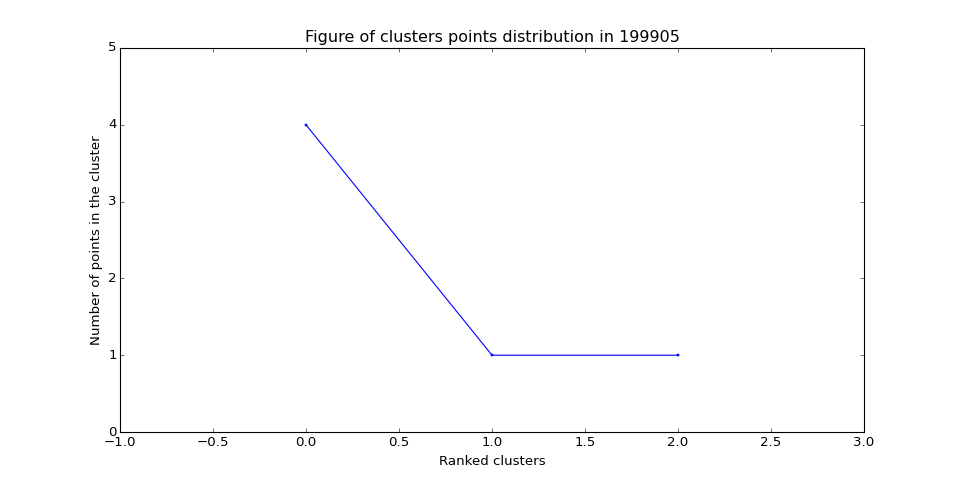 Figure of clusters points distribution in 199905
Number of points in the cluster
5
4
3
2
1
0
−1.0 −0.5 0.0 0.5 1.0 1.5 2.0 2.5 3.0
Ranked clusters